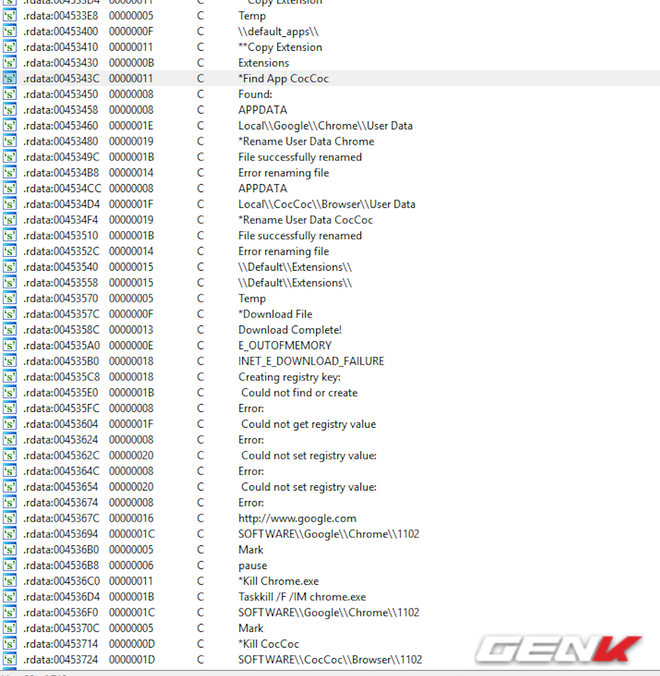 **Copy Extension
.rdata:004533E8 00000005 C Temp
.rdata:00453400 0000000F C \\default_apps\\
.rdata:00453410 00000011 C **Copy Extension
.rdata:00453430 0000000B C Extensions
.rdata:0045343C 00000011 C *Find App CocCoc
.rdata:00453450 00000008 C Found:
.rdata:00453458 00000008 C APPDATA
.rdata:00453460 0000001E C Local\\Google\\Chrome\\User Data
.rdata:00453480 00000019 C *Rename User Data Chrome
.rdata:0045349C 0000001B C File successfully renamed
.rdata:004534B8 00000014 C Error renaming file
.rdata:004534CC 00000008 C APPDATA
.rdata:004534D4 0000001F C Local\\CocCoc\\Browser\\User Data
.rdata:004534F4 00000019 C *Rename User Data CocCoc
.rdata:00453510 0000001B C File successfully renamed
.rdata:0045352C 00000014 C Error renaming file
.rdata:00453540 00000015 C \\Default\\Extensions\\
.rdata:00453558 00000015 C \\Default\\Extensions\\
.rdata:00453570 00000005 C Temp
.rdata:0045357C 0000000F C *Download File
.rdata:0045358C 00000013 C Download Complete!
.rdata:004535A0 0000000E C E_OUTOFMEMORY
.rdata:004535B0 00000018 C INET_E_DOWNLOAD_FAILURE
.rdata:004535C8 00000018 C Creating registry key:
.rdata:004535E0 0000001B C Could not find or create
.rdata:004535FC 00000008 C Error:
.rdata:00453604 0000001F C Could not get registry value
.rdata:00453624 00000008 C Error:
.rdata:0045362C 00000020 C Could not set registry value:
.rdata:0045364C 00000008 C Error:
.rdata:00453654 00000020 C Could not set registry value:
.rdata:00453674 00000008 C Error:
.rdata:0045367C 00000016 C http://www.google.com
.rdata:00453694 0000001C C SOFTWARE\\Google\\Chrome\\1102
.rdata:004536B0 00000005 C Mark
.rdata:004536B8 00000006 C pause
.rdata:004536C0 00000011 C *Kill Chrome.exe
.rdata:004536D4 0000001B C Taskkill /F /IM chrome.exe
.rdata:004536F0 0000001C C SOFTWARE\\Google\\Chrome\\1102
.rdata:0045370C 00000005 C Mark
.rdata:00453714 0000000D C *Kill CocCoc
.rdata:00453724 0000001D C SOFTWARE\\CocCoc\\Browser\\1102
GENK